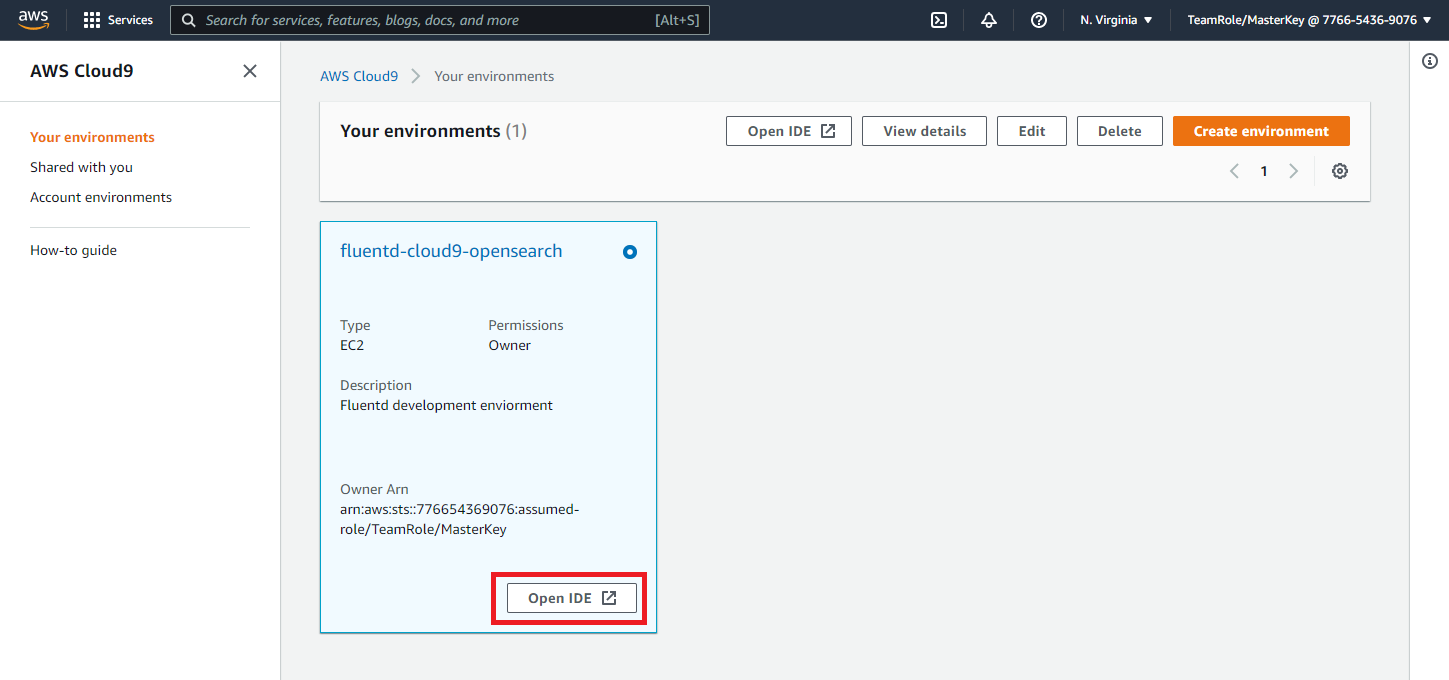 aws
Services
Search for services, features, blogs, docs, and more [Alt+S]
N. Virginia
TeamRole/MasterKey @ 7766-5436-9076
AWS Cloud9
Your environments
Shared with you
Account environments
How-to guide
AWS Cloud9
Your environments
Your environments (1)
Open IDE
View details
Edit
Delete
Create environment
1
fluentd-cloud9-opensearch
Type
EC2
Permissions
Owner
Description
Fluentd development enviorment
Owner Arn
arn:aws:sts::776654369076:assumed-
role/TeamRole/MasterKey
Open IDE